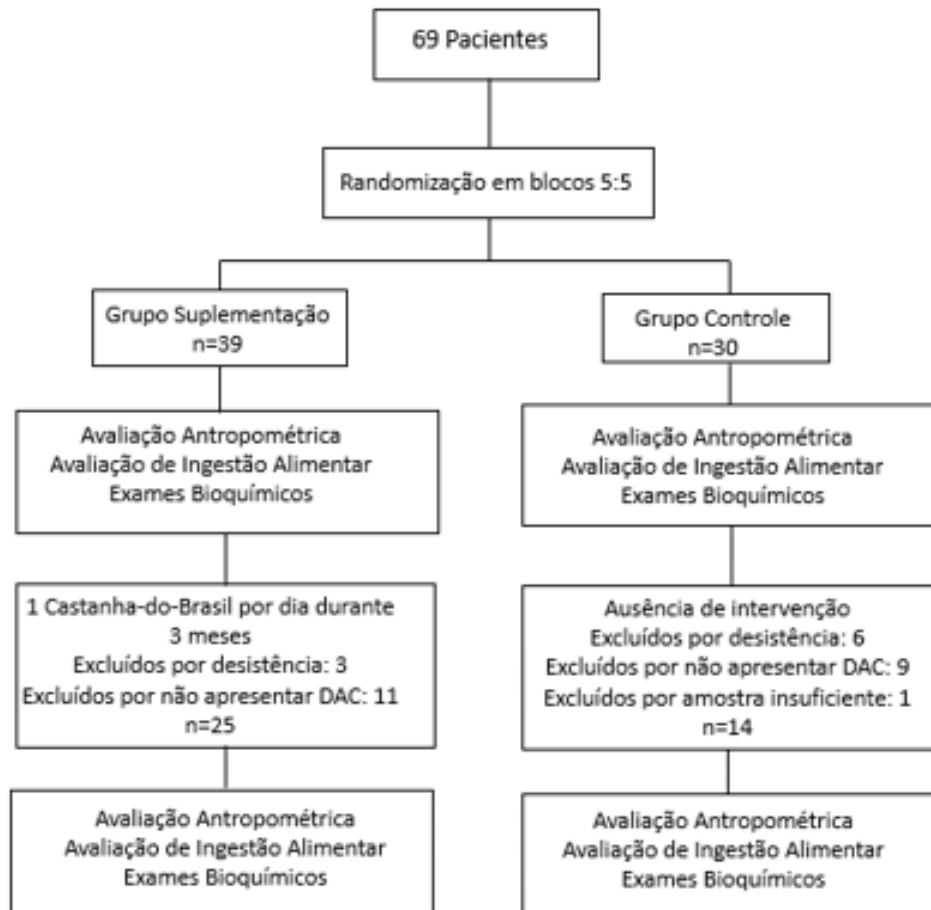 69 Pacientes
Randomização em blocos 5:5
Grupo Suplementação
n=39
Grupo Controle
n=30
Avaliação Antropométrica
Avaliação de Ingestão Alimentar
Exames Bioquímicos
Avaliação Antropométrica
Avaliação de Ingestão Alimentar
Exames Bioquímicos
1 Castanha-do-Brasil por dia durante
3 meses
Excluídos por desistência: 3
Excluídos por não apresentar DAC: 11
n=25
Ausência de intervenção
Excluídos por desistência: 6
Excluídos por não apresentar DAC: 9
Excluídos por amostra insuficiente: 1
n=14
Avaliação Antropométrica
Avaliação de Ingestão Alimentar
Exames Bioquímicos
Avaliação Antropométrica
Avaliação de Ingestão Alimentar
Exames Bioquímicos